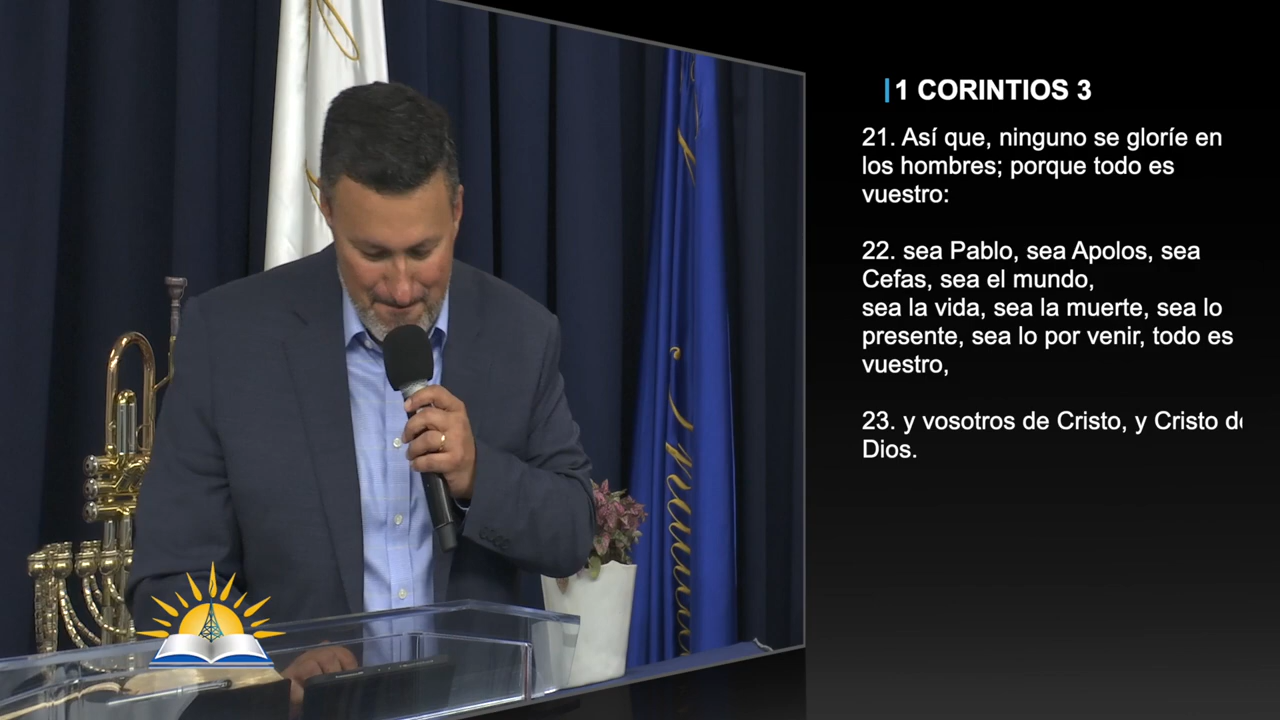 1 CORINTIOS 3
21. Así que, ninguno se gloríe en
los hombres; porque todo es
vuestro:
22. sea Pablo, sea Apolos, sea
Cefas, sea el mundo,
sea la vida, sea la muerte, sea lo
presente, sea lo por venir, todo es
vuestro,
23. y vosotros de Cristo, y Cristo de
Dios.